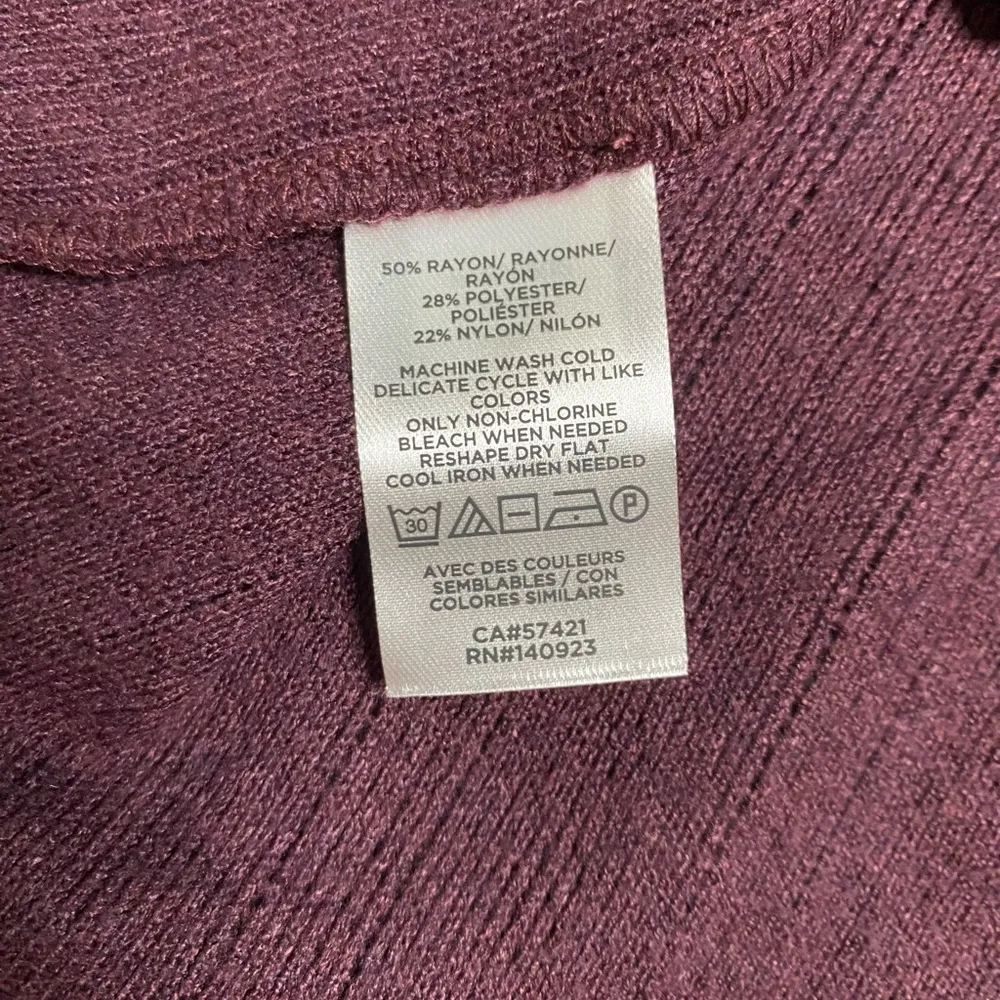 50% RAYON/ RAYONNE/
RAYÓN
28% POLYESTER/
POLIÉSTER
22% NYLON/ NILÓN
MACHINE WASH COLD
DELICATE CYCLE WITH LIKE
COLORS
ONLY NON-CHLORINE
BLEACH WHEN NEEDED
RESHAPE DRY FLAT
COOL IRON WHEN NEEDED
30 P
AVEC DES COULEURS
SEMBLABLES / CON
COLORES SIMILARES
CA#57421
RN#140923